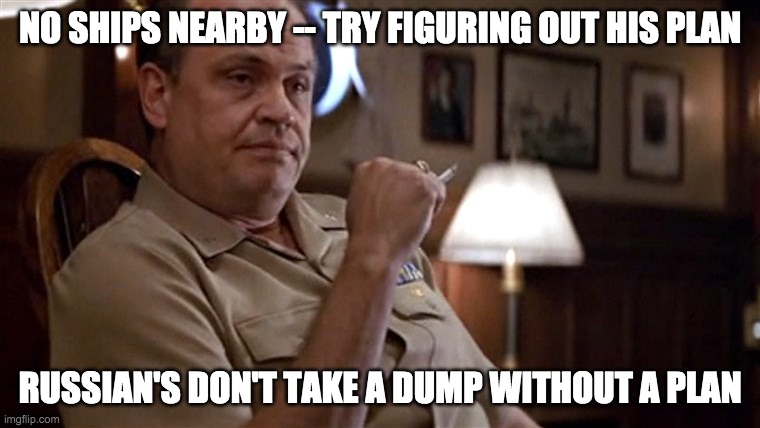 NO SHIPS NEARBY -- TRY FIGURING OUT HIS PLAN
RUSSIAN'S DON'T TAKE A DUMP WITHOUT A PLAN
imgflip.com